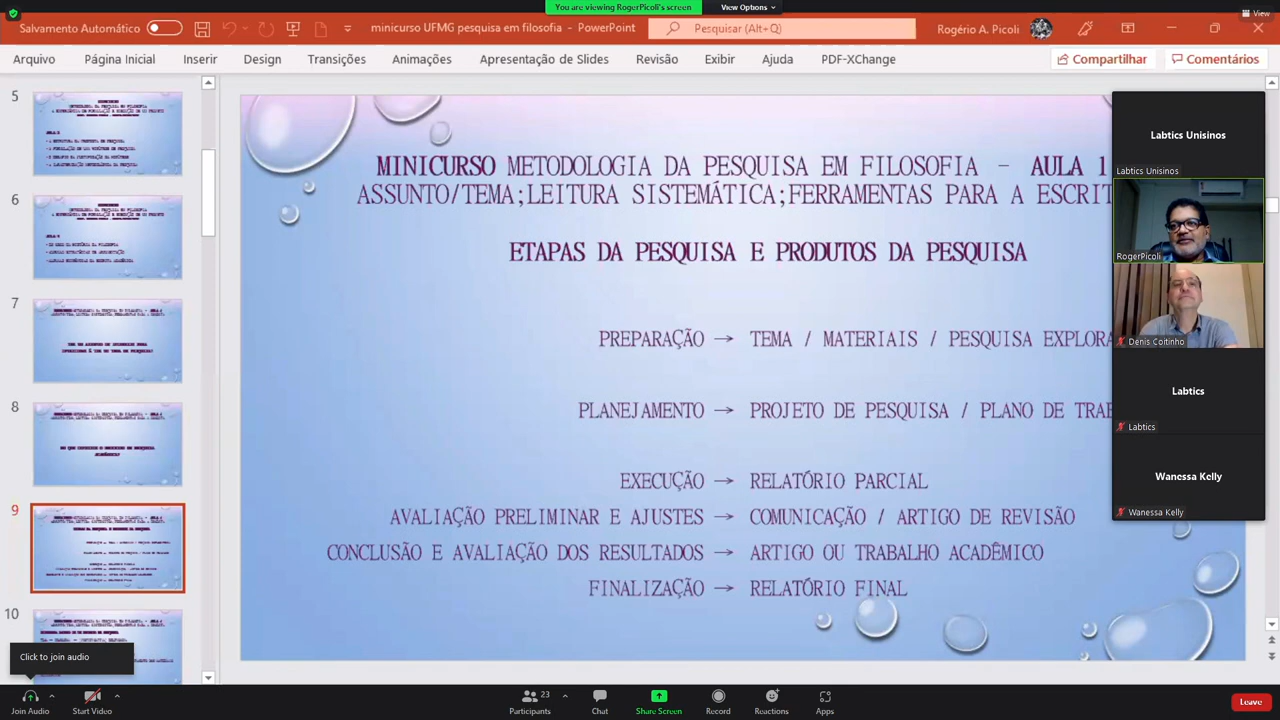 You are viewing RogerPicoli's screen
View Options
View
Salvamento Automático
minicurso UFMG pesquisa em filosofia - PowerPoint
Pesquisar (Alt+Q)
Rogério A. Picoli
Arquivo Página Inicial Inserir Design Transições Animações Apresentação de Slides Revisão Exibir Ajuda PDF-XChange
Compartilhar
Comentários
5
6
7
8
9
10
MINICURSO METODOLOGIA DA PESQUISA EM FILOSOFIA – AULA 1
ASSUNTO/TEMA;LEITURA SISTEMÁTICA;FERRAMENTAS PARA A ESCRIT
ETAPAS DA PESQUISA E PRODUTOS DA PESQUISA
PREPARAÇÃO → TEMA / MATERIAIS / PESQUISA EXPLORA
PLANEJAMENTO → PROJETO DE PESQUISA / PLANO DE TRAB
EXECUÇÃO → RELATÓRIO PARCIAL
AVALIAÇÃO PRELIMINAR E AJUSTES → COMUNICAÇÃO / ARTIGO DE REVISÃO
CONCLUSÃO E AVALIAÇÃO DOS RESULTADOS → ARTIGO OU TRABALHO ACADÊMICO
FINALIZAÇÃO → RELATÓRIO FINAL
Labtics Unisinos
Labtics Unisinos
RogerPicoli
Denis Coitinho
Labtics
Labtics
Wanessa Kelly
Wanessa Kelly
Click to join audio
Join Audio
Start Video
Participants
23
Chat
Share Screen
Record
Reactions
Apps
Leave